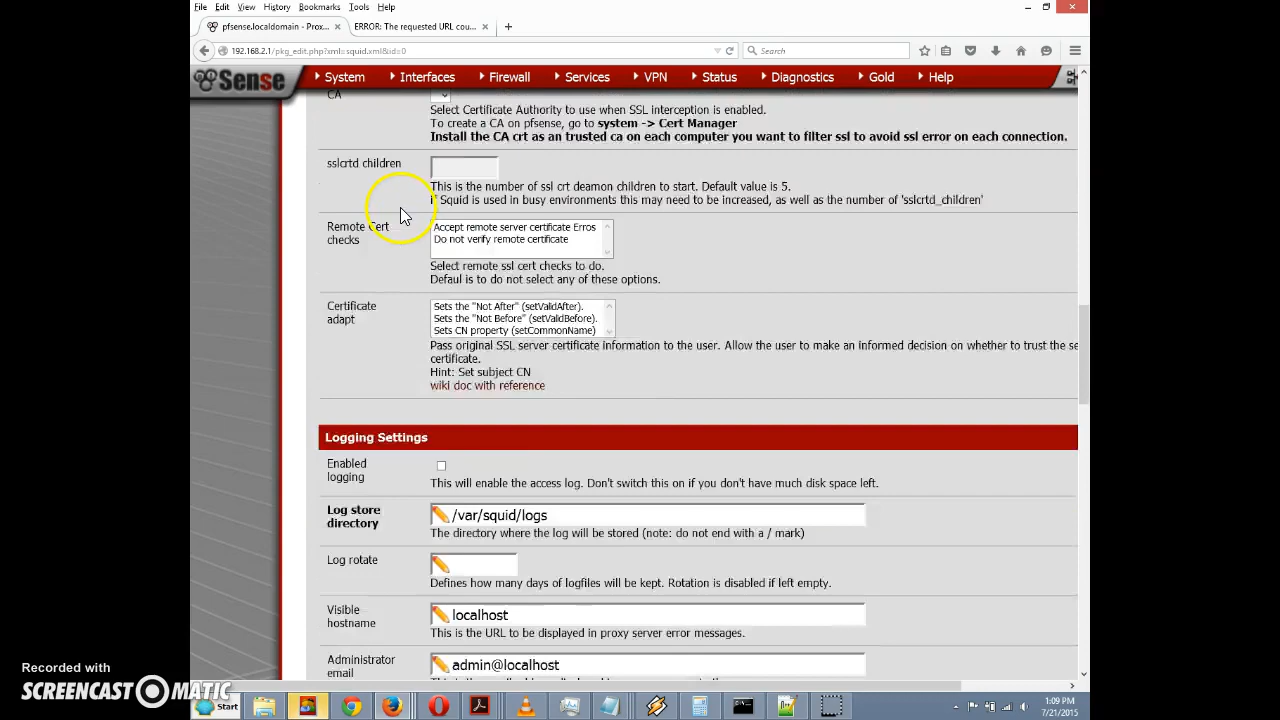 File Edit View History Bookmarks Tools Help
pfsense.localdomain - Prox... × ERROR: The requested URL cou... × +
192.168.2.1/pkg_edit.php?xml=squid.xml&id=0 Search
Sense System Interfaces Firewall Services VPN Status Diagnostics Gold Help
CA
Select Certificate Authority to use when SSL interception is enabled.
To create a CA on pfsense, go to system -> Cert Manager
Install the CA crt as an trusted ca on each computer you want to filter ssl to avoid ssl error on each connection.
sslcrtd children
This is the number of ssl crt deamon children to start. Default value is 5.
if Squid is used in busy environments this may need to be increased, as well as the number of 'sslcrtd_children'
Remote Cert checks
Accept remote server certificate Erros
Do not verify remote certificate
Select remote ssl cert checks to do.
Defaul is to do not select any of these options.
Certificate adapt
Sets the "Not After" (setValidAfter).
Sets the "Not Before" (setValidBefore).
Sets CN property (setCommonName)
Pass original SSL server certificate information to the user. Allow the user to make an informed decision on whether to trust the se
certificate.
Hint: Set subject CN
wiki doc with reference
Logging Settings
Enabled logging
This will enable the access log. Don't switch this on if you don't have much disk space left.
Log store directory
/var/squid/logs
The directory where the log will be stored (note: do not end with a / mark)
Log rotate
Defines how many days of logfiles will be kept. Rotation is disabled if left empty.
Visible hostname
localhost
This is the URL to be displayed in proxy server error messages.
Administrator email
admin@localhost
Recorded with
SCREENCAST MATIC
Start
1:09 PM
7/21/2015